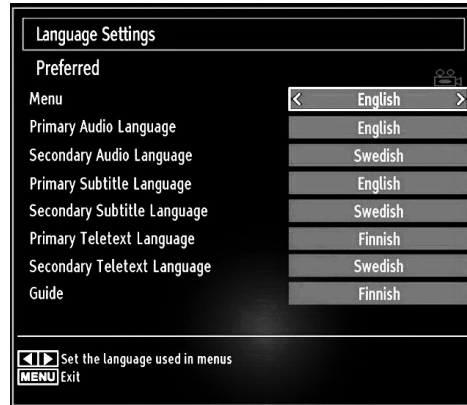 Language Settings
Preferred
Menu < English >
Primary Audio Language English
Secondary Audio Language Swedish
Primary Subtitle Language English
Secondary Subtitle Language Swedish
Primary Teletext Language Finnish
Secondary Teletext Language Swedish
Guide Finnish
Set the language used in menus
MENU Exit